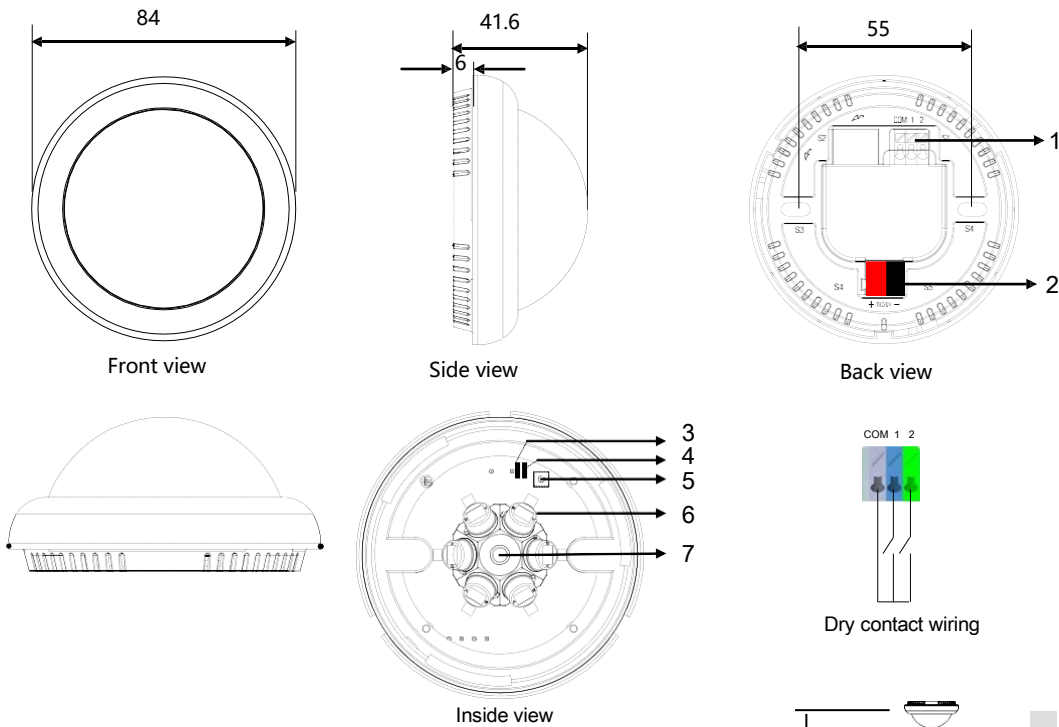 84
41.6
6
55
COM 1 2
1
S3
S4
S4
S5
2
+ −
Front view
Side view
Back view
3
4
5
6
7
COM 1 2
Dry contact wiring
Inside view